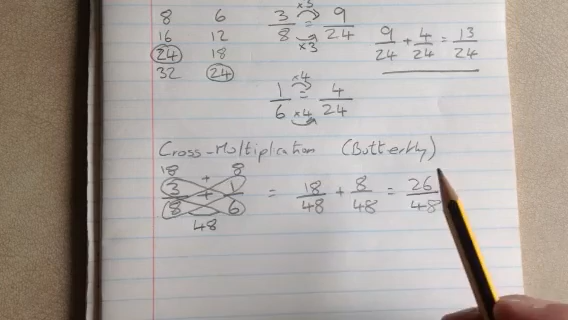 8 6 3/8 = 9/24 ×3 ×3
16 12
24 18 9/24 + 4/24 = 13/24
32 24
1/6 = 4/24 ×4 ×4
Cross-Multiplication (Butterfly)
18 + 8
3/8 + 1/6 = 18/48 + 8/48 = 26/48
48